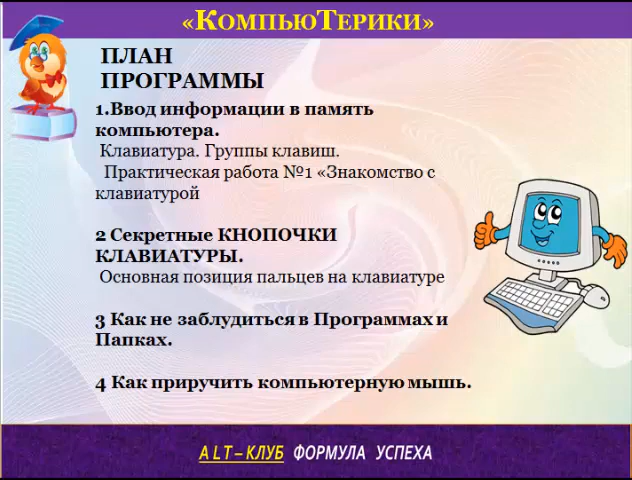 «КОМПЬЮТЕРИКИ»
ПЛАН
ПРОГРАММЫ
1.Ввод информации в память
компьютера.
Клавиатура. Группы клавиш.
Практическая работа №1 «Знакомство с
клавиатурой
2 Секретные КНОПОЧКИ
КЛАВИАТУРЫ.
Основная позиция пальцев на клавиатуре
3 Как не заблудиться в Программах и
Папках.
4 Как приручить компьютерную мышь.
ALT–КЛУБ ФОРМУЛА УСПЕХА